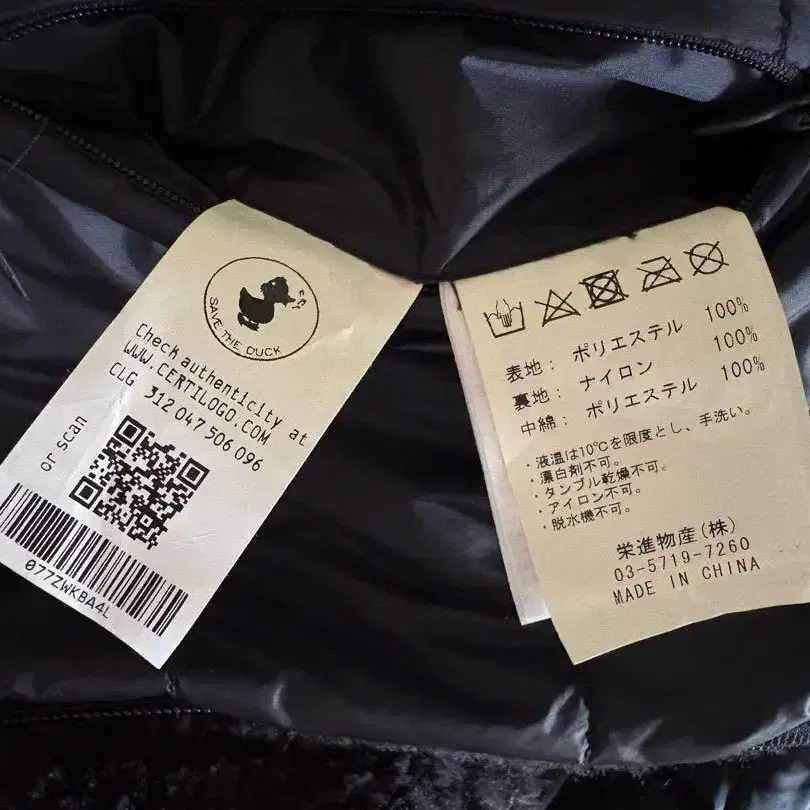 SAVE THE DUCK
Check authenticity at
WWW.CERTILOGO.COM
CLG 312 047 506 096
or scan
077ZWKBA4L
表地: ポリエステル 100%
裏地: ナイロン 100%
中綿: ポリエステル 100%
・液温は10℃を限度とし、手洗い。
・漂白剤不可。
・タンブル乾燥不可。
・アイロン不可。
・脱水機不可。
栄進物産(株)
03-5719-7260
MADE IN CHINA